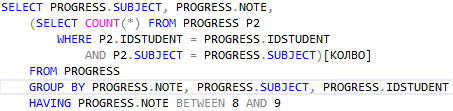 SELECT PROGRESS.SUBJECT, PROGRESS.NOTE,
(SELECT COUNT(*) FROM PROGRESS P2
WHERE P2.IDSTUDENT = PROGRESS.IDSTUDENT
AND P2.SUBJECT = PROGRESS.SUBJECT)[КОЛВО]
FROM PROGRESS
GROUP BY PROGRESS.NOTE, PROGRESS.SUBJECT, PROGRESS.IDSTUDENT
HAVING PROGRESS.NOTE BETWEEN 8 AND 9